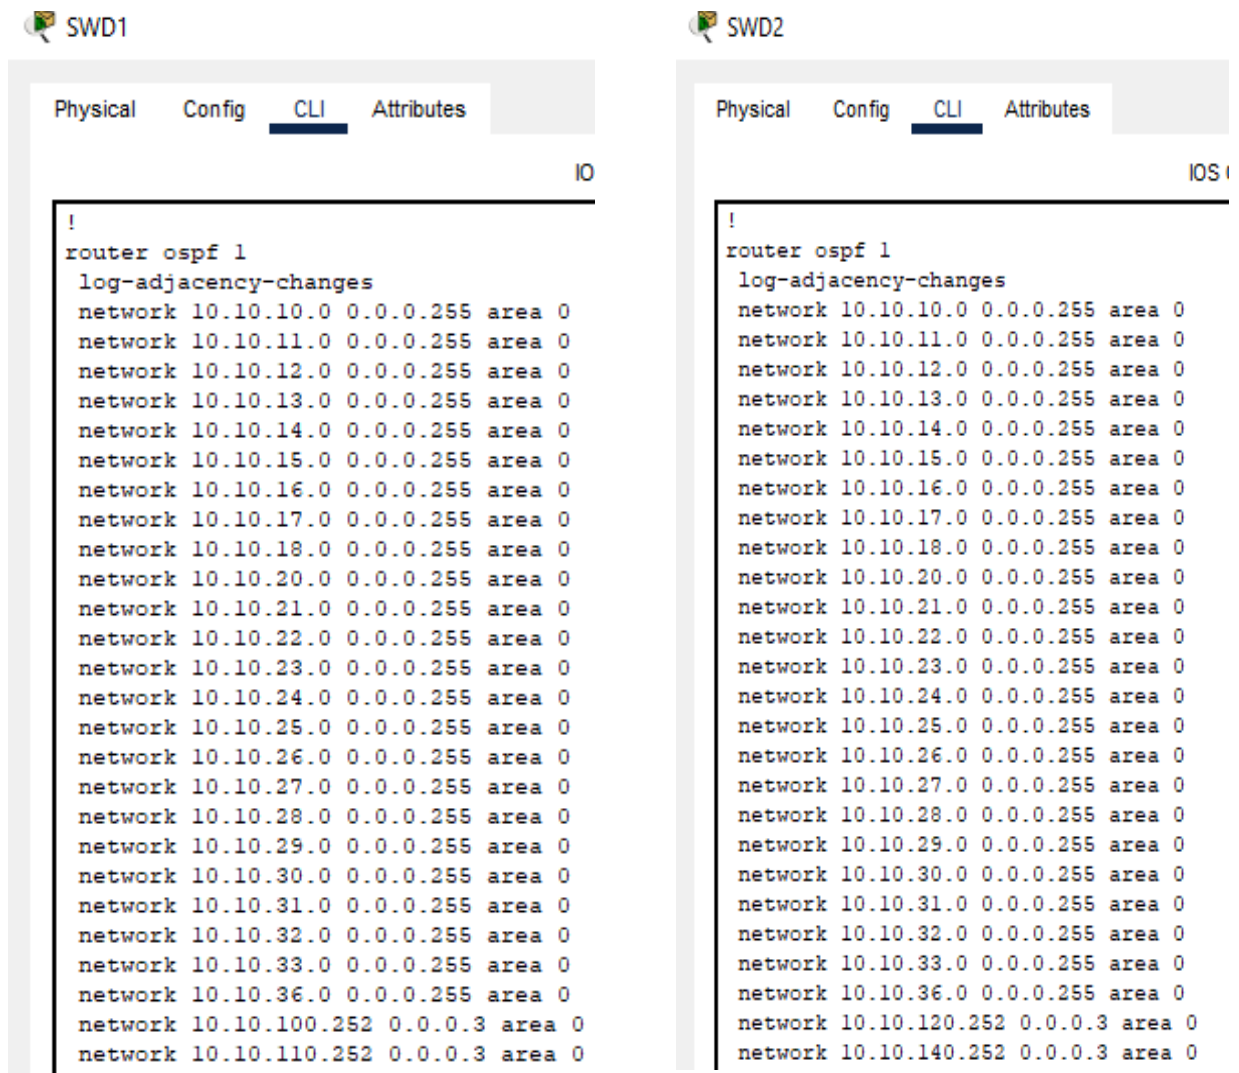 SWD1
Physical Config CLI Attributes
IO
!
router ospf 1
log-adjacency-changes
network 10.10.10.0 0.0.0.255 area 0
network 10.10.11.0 0.0.0.255 area 0
network 10.10.12.0 0.0.0.255 area 0
network 10.10.13.0 0.0.0.255 area 0
network 10.10.14.0 0.0.0.255 area 0
network 10.10.15.0 0.0.0.255 area 0
network 10.10.16.0 0.0.0.255 area 0
network 10.10.17.0 0.0.0.255 area 0
network 10.10.18.0 0.0.0.255 area 0
network 10.10.20.0 0.0.0.255 area 0
network 10.10.21.0 0.0.0.255 area 0
network 10.10.22.0 0.0.0.255 area 0
network 10.10.23.0 0.0.0.255 area 0
network 10.10.24.0 0.0.0.255 area 0
network 10.10.25.0 0.0.0.255 area 0
network 10.10.26.0 0.0.0.255 area 0
network 10.10.27.0 0.0.0.255 area 0
network 10.10.28.0 0.0.0.255 area 0
network 10.10.29.0 0.0.0.255 area 0
network 10.10.30.0 0.0.0.255 area 0
network 10.10.31.0 0.0.0.255 area 0
network 10.10.32.0 0.0.0.255 area 0
network 10.10.33.0 0.0.0.255 area 0
network 10.10.36.0 0.0.0.255 area 0
network 10.10.100.252 0.0.0.3 area 0
network 10.10.110.252 0.0.0.3 area 0
SWD2
Physical Config CLI Attributes
IOS
!
router ospf 1
log-adjacency-changes
network 10.10.10.0 0.0.0.255 area 0
network 10.10.11.0 0.0.0.255 area 0
network 10.10.12.0 0.0.0.255 area 0
network 10.10.13.0 0.0.0.255 area 0
network 10.10.14.0 0.0.0.255 area 0
network 10.10.15.0 0.0.0.255 area 0
network 10.10.16.0 0.0.0.255 area 0
network 10.10.17.0 0.0.0.255 area 0
network 10.10.18.0 0.0.0.255 area 0
network 10.10.20.0 0.0.0.255 area 0
network 10.10.21.0 0.0.0.255 area 0
network 10.10.22.0 0.0.0.255 area 0
network 10.10.23.0 0.0.0.255 area 0
network 10.10.24.0 0.0.0.255 area 0
network 10.10.25.0 0.0.0.255 area 0
network 10.10.26.0 0.0.0.255 area 0
network 10.10.27.0 0.0.0.255 area 0
network 10.10.28.0 0.0.0.255 area 0
network 10.10.29.0 0.0.0.255 area 0
network 10.10.30.0 0.0.0.255 area 0
network 10.10.31.0 0.0.0.255 area 0
network 10.10.32.0 0.0.0.255 area 0
network 10.10.33.0 0.0.0.255 area 0
network 10.10.36.0 0.0.0.255 area 0
network 10.10.120.252 0.0.0.3 area 0
network 10.10.140.252 0.0.0.3 area 0